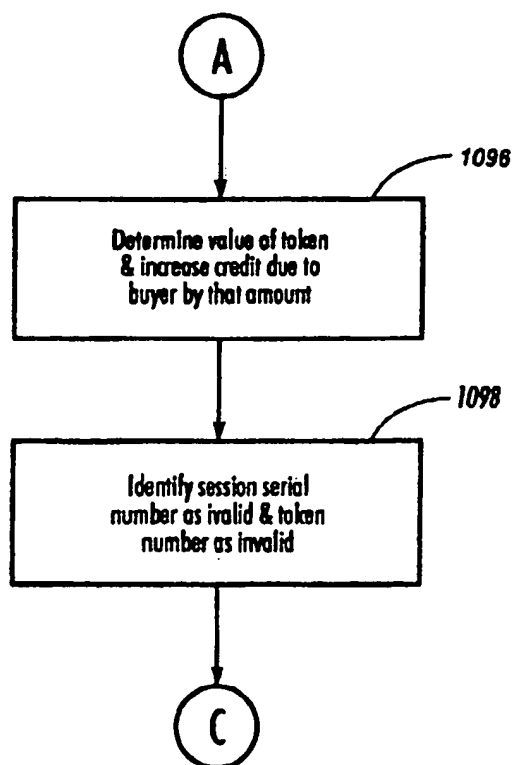 A
1096
Determine value of token
& increase credit due to
buyer by that amount
1098
Identify session serial
number as ivalid & token
number as invalid
C